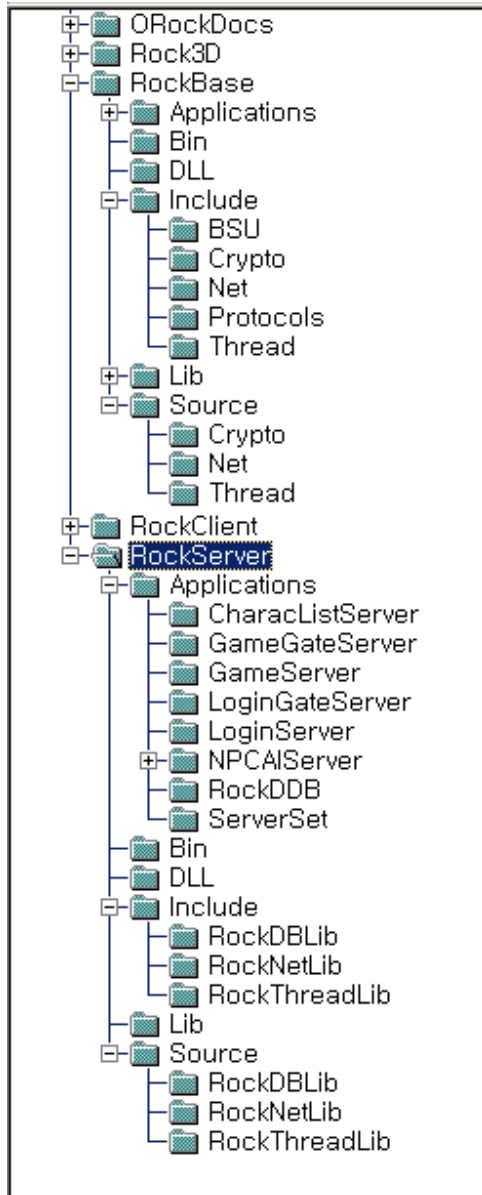 ORockDocs
Rock3D
RockBase
Applications
Bin
DLL
Include
BSU
Crypto
Net
Protocols
Thread
Lib
Source
Crypto
Net
Thread
RockClient
RockServer
Applications
CharacListServer
GameGateServer
GameServer
LoginGateServer
LoginServer
NPCAIServer
RockDDB
ServerSet
Bin
DLL
Include
RockDBLib
RockNetLib
RockThreadLib
Lib
Source
RockDBLib
RockNetLib
RockThreadLib